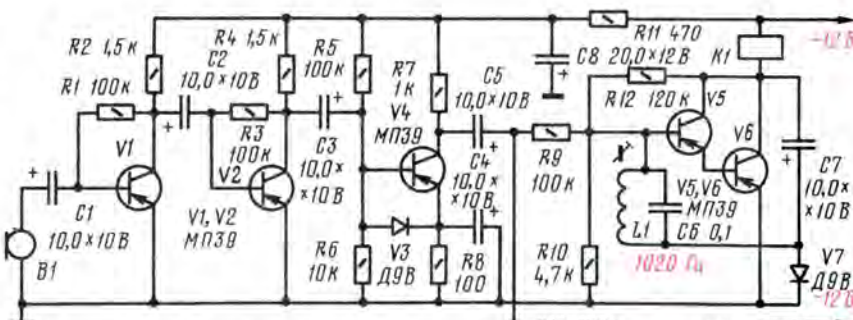 R2 1,5к
R4 1,5к
R5
100к
C2
10,0×10В
R1 100к
R7
1к
V4
МП39
C5
10,0×10В
C8
20,0×12В
R11 470
-12 В
K1
R12 120к
V5
V6
V1
R3
100к
V2
C3
10,0×
×10В
C4
10,0×
×10В
R9
100к
V5,V6
МП39
C6 0,1
C7
10,0×
×10В
C1
10,0×10В
B1
V1, V2
МП39
R6
10к
V3
Д9В
R8
100
R10
4,7к
L1
1020 Гц
V7
Д9В
-12В